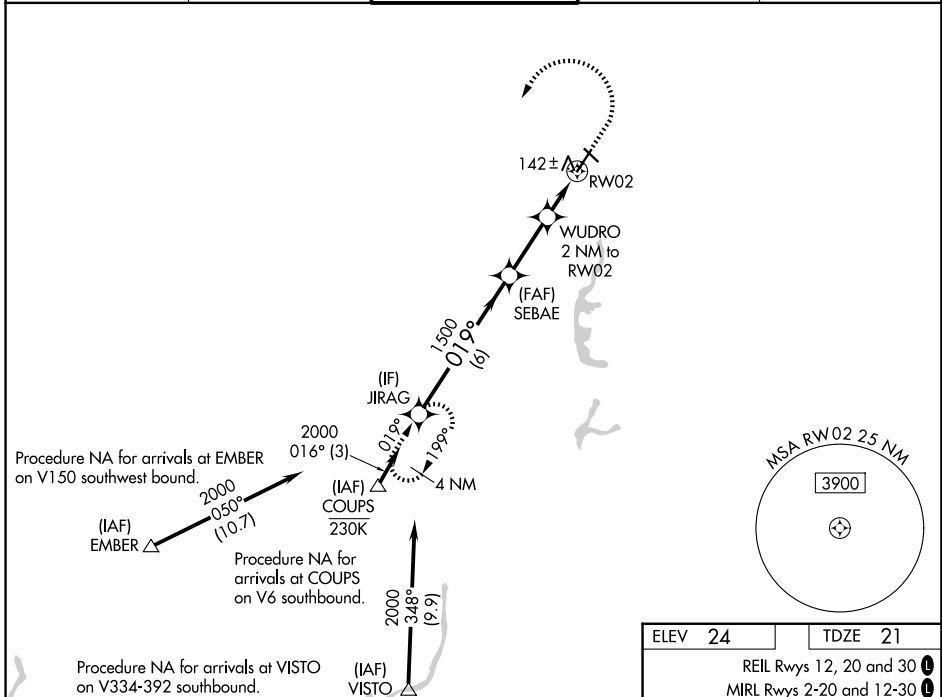 142±
RW02
WUDRO
2 NM to
RW02
(FAF)
SEBAE
1500
019°
(6)
(IF)
JIRAG
2000
016° (3)
019°
199°
4 NM
Procedure NA for arrivals at EMBER
on V150 southwest bound.
2000
050°
(10.7)
(IAF)
EMBER
(IAF)
COUPS
230K
Procedure NA for
arrivals at COUPS
on V6 southbound.
2000
348°
(9.9)
Procedure NA for arrivals at VISTO
on V334-392 southbound.
(IAF)
VISTO
MSA RW02 25 NM
3900
ELEV 24
TDZE 21
REIL Rwys 12, 20 and 30 L
MIRL Rwys 2-20 and 12-30 L